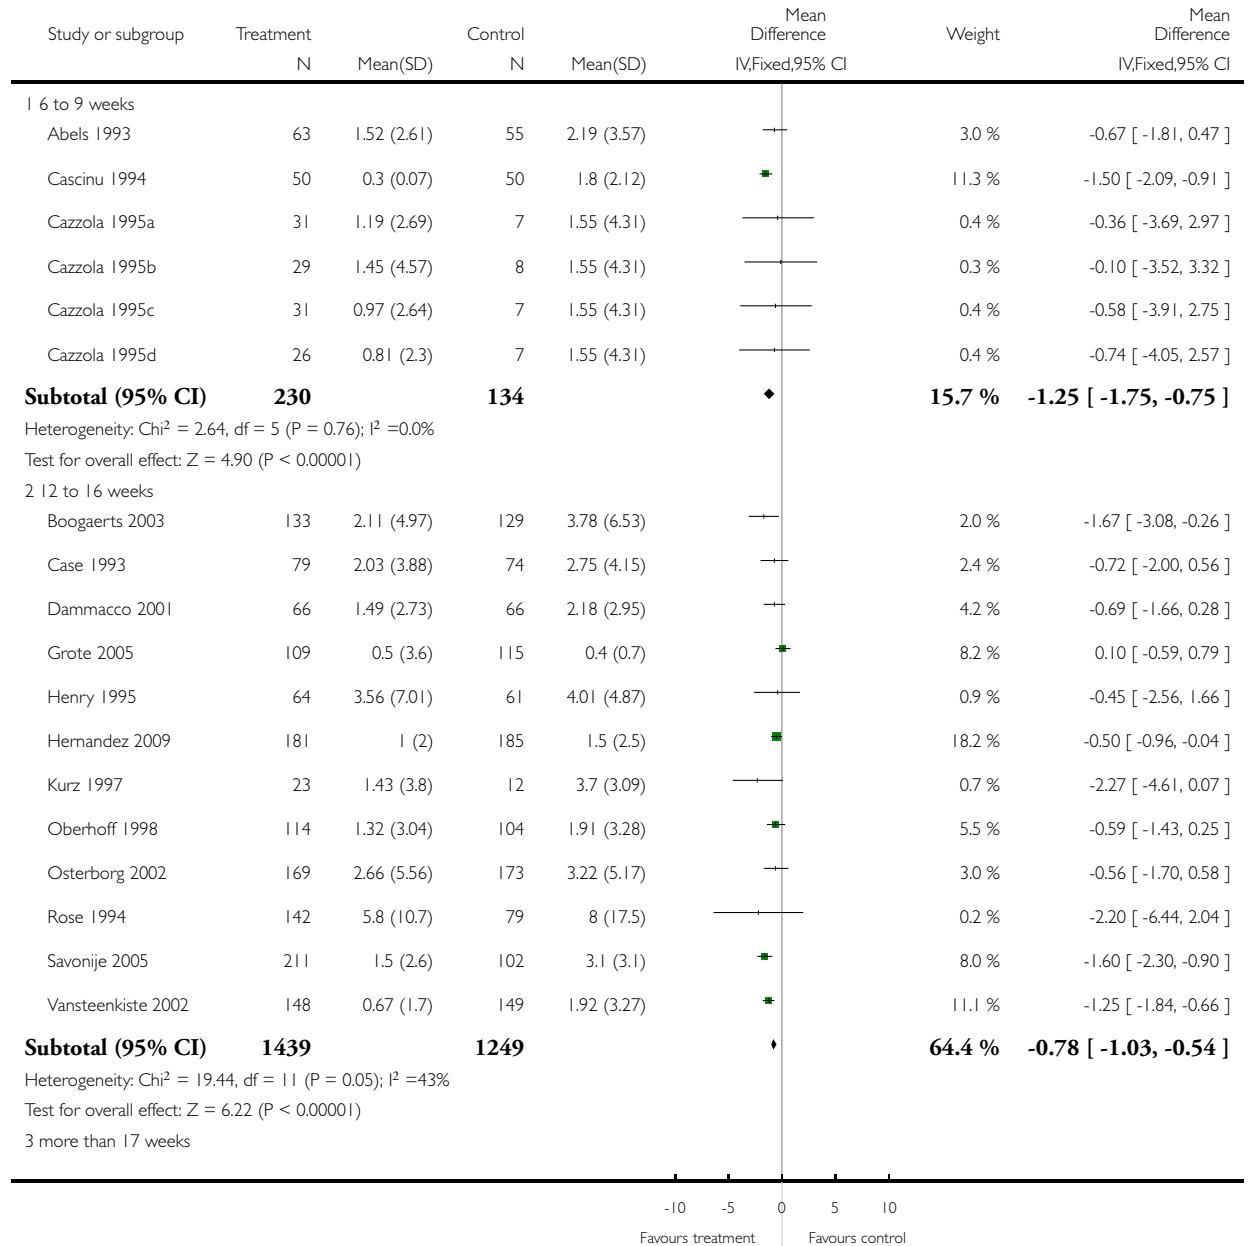 Study or subgroup Treatment Control Mean Difference Weight Mean Difference
N Mean(SD) N Mean(SD) IV,Fixed,95% CI IV,Fixed,95% CI
1 6 to 9 weeks
Abels 1993 63 1.52 (2.61) 55 2.19 (3.57) 3.0 % -0.67 [ -1.81, 0.47 ]
Cascinu 1994 50 0.3 (0.07) 50 1.8 (2.12) 11.3 % -1.50 [ -2.09, -0.91 ]
Cazzola 1995a 31 1.19 (2.69) 7 1.55 (4.31) 0.4 % -0.36 [ -3.69, 2.97 ]
Cazzola 1995b 29 1.45 (4.57) 8 1.55 (4.31) 0.3 % -0.10 [ -3.52, 3.32 ]
Cazzola 1995c 31 0.97 (2.64) 7 1.55 (4.31) 0.4 % -0.58 [ -3.91, 2.75 ]
Cazzola 1995d 26 0.81 (2.3) 7 1.55 (4.31) 0.4 % -0.74 [ -4.05, 2.57 ]
Subtotal (95% CI) 230 134 15.7 % -1.25 [ -1.75, -0.75 ]
Heterogeneity: Chi² = 2.64, df = 5 (P = 0.76); I² =0.0%
Test for overall effect: Z = 4.90 (P < 0.00001)
2 12 to 16 weeks
Boogaerts 2003 133 2.11 (4.97) 129 3.78 (6.53) 2.0 % -1.67 [ -3.08, -0.26 ]
Case 1993 79 2.03 (3.88) 74 2.75 (4.15) 2.4 % -0.72 [ -2.00, 0.56 ]
Dammacco 2001 66 1.49 (2.73) 66 2.18 (2.95) 4.2 % -0.69 [ -1.66, 0.28 ]
Grote 2005 109 0.5 (3.6) 115 0.4 (0.7) 8.2 % 0.10 [ -0.59, 0.79 ]
Henry 1995 64 3.56 (7.01) 61 4.01 (4.87) 0.9 % -0.45 [ -2.56, 1.66 ]
Hernandez 2009 181 1 (2) 185 1.5 (2.5) 18.2 % -0.50 [ -0.96, -0.04 ]
Kurz 1997 23 1.43 (3.8) 12 3.7 (3.09) 0.7 % -2.27 [ -4.61, 0.07 ]
Oberhoff 1998 114 1.32 (3.04) 104 1.91 (3.28) 5.5 % -0.59 [ -1.43, 0.25 ]
Osterborg 2002 169 2.66 (5.56) 173 3.22 (5.17) 3.0 % -0.56 [ -1.70, 0.58 ]
Rose 1994 142 5.8 (10.7) 79 8 (17.5) 0.2 % -2.20 [ -6.44, 2.04 ]
Savonije 2005 211 1.5 (2.6) 102 3.1 (3.1) 8.0 % -1.60 [ -2.30, -0.90 ]
Vansteenkiste 2002 148 0.67 (1.7) 149 1.92 (3.27) 11.1 % -1.25 [ -1.84, -0.66 ]
Subtotal (95% CI) 1439 1249 64.4 % -0.78 [ -1.03, -0.54 ]
Heterogeneity: Chi² = 19.44, df = 11 (P = 0.05); I² =43%
Test for overall effect: Z = 6.22 (P < 0.00001)
3 more than 17 weeks
-10 -5 0 5 10
Favours treatment Favours control